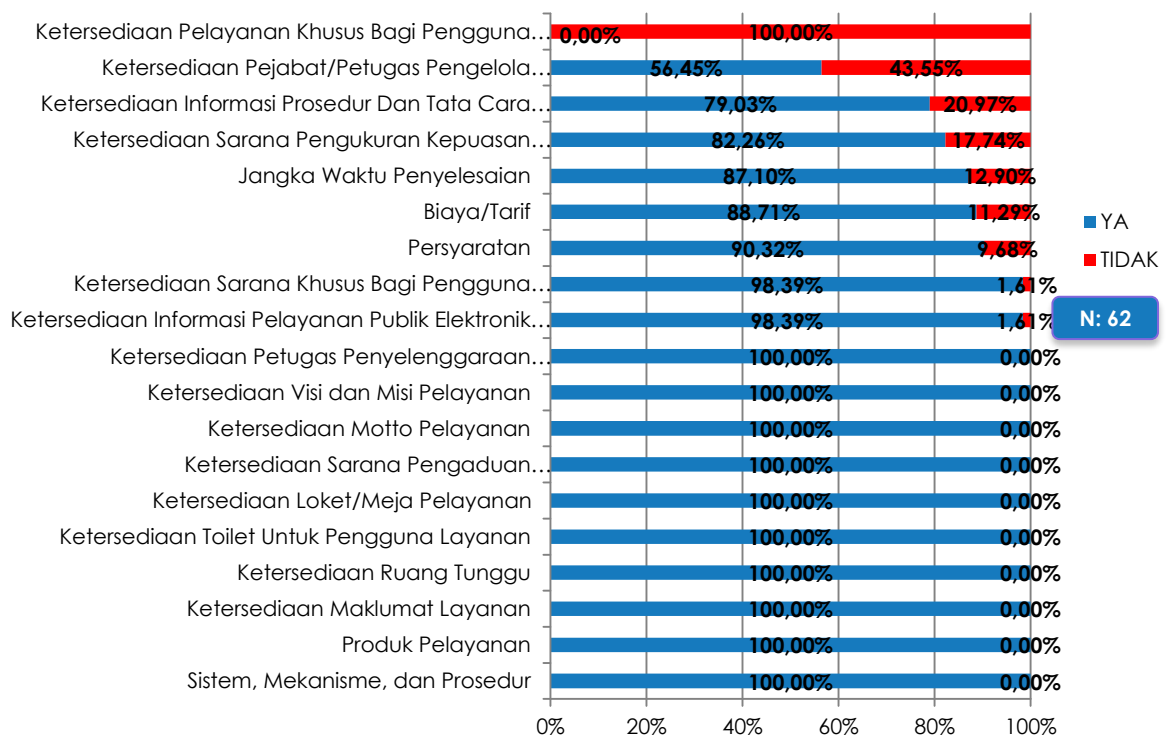 Ketersediaan Pelayanan Khusus Bagi Pengguna… 0,00% 100,00%
Ketersediaan Pejabat/Petugas Pengelola… 56,45% 43,55%
Ketersediaan Informasi Prosedur Dan Tata Cara… 79,03% 20,97%
Ketersediaan Sarana Pengukuran Kepuasan… 82,26% 17,74%
Jangka Waktu Penyelesaian 87,10% 12,90%
Biaya/Tarif 88,71% 11,29%
YA
Persyaratan 90,32% 9,68%
TIDAK
Ketersediaan Sarana Khusus Bagi Pengguna… 98,39% 1,61%
Ketersediaan Informasi Pelayanan Publik Elektronik… 98,39% 1,61%
N: 62
Ketersediaan Petugas Penyelenggaraan… 100,00% 0,00%
Ketersediaan Visi dan Misi Pelayanan 100,00% 0,00%
Ketersediaan Motto Pelayanan 100,00% 0,00%
Ketersediaan Sarana Pengaduan… 100,00% 0,00%
Ketersediaan Loket/Meja Pelayanan 100,00% 0,00%
Ketersediaan Toilet Untuk Pengguna Layanan 100,00% 0,00%
Ketersediaan Ruang Tunggu 100,00% 0,00%
Ketersediaan Maklumat Layanan 100,00% 0,00%
Produk Pelayanan 100,00% 0,00%
Sistem, Mekanisme, dan Prosedur 100,00% 0,00%
0% 20% 40% 60% 80% 100%